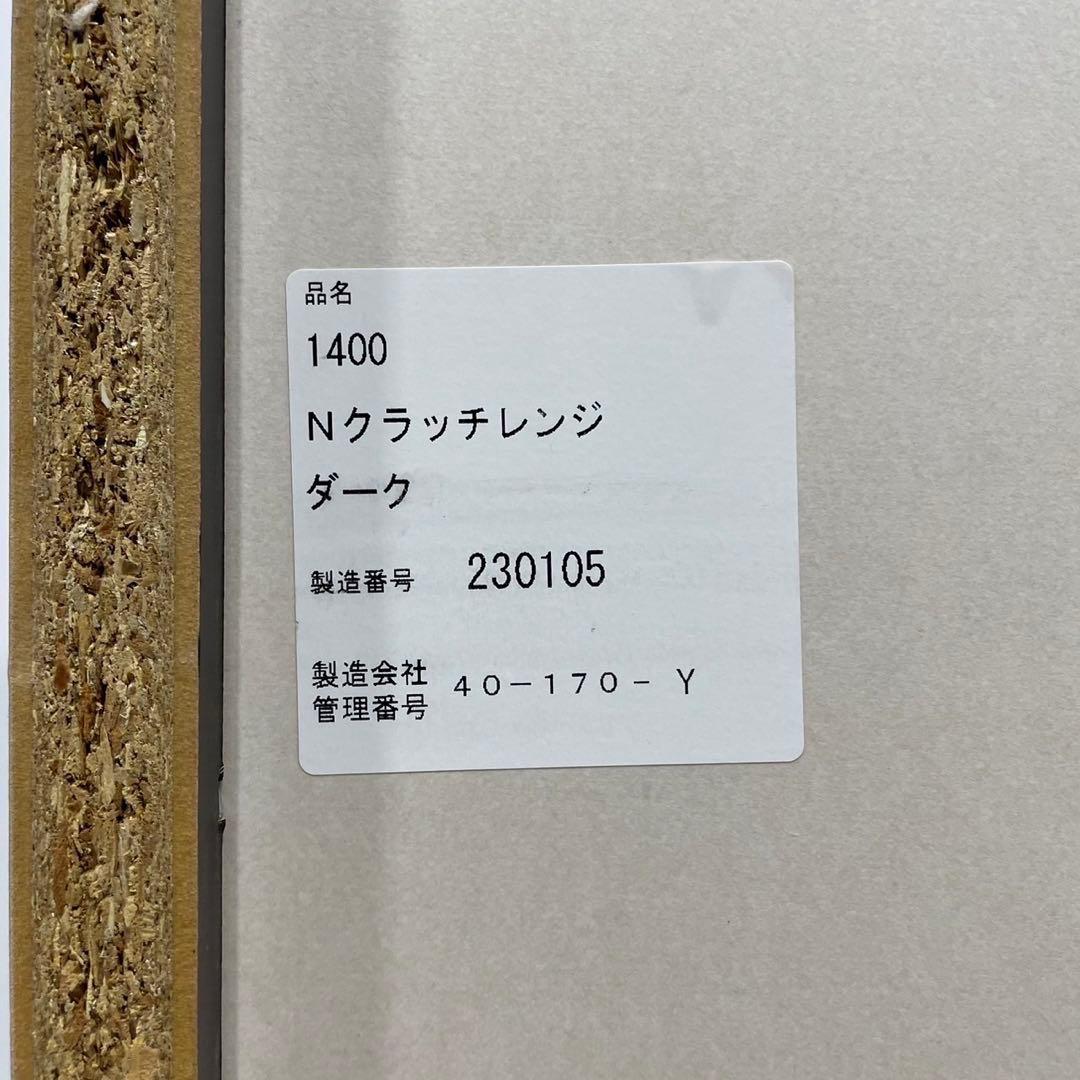 品名
1400
Nクラッチレンジ
ダーク
製造番号 230105
製造会社
管理番号 40-170- Y